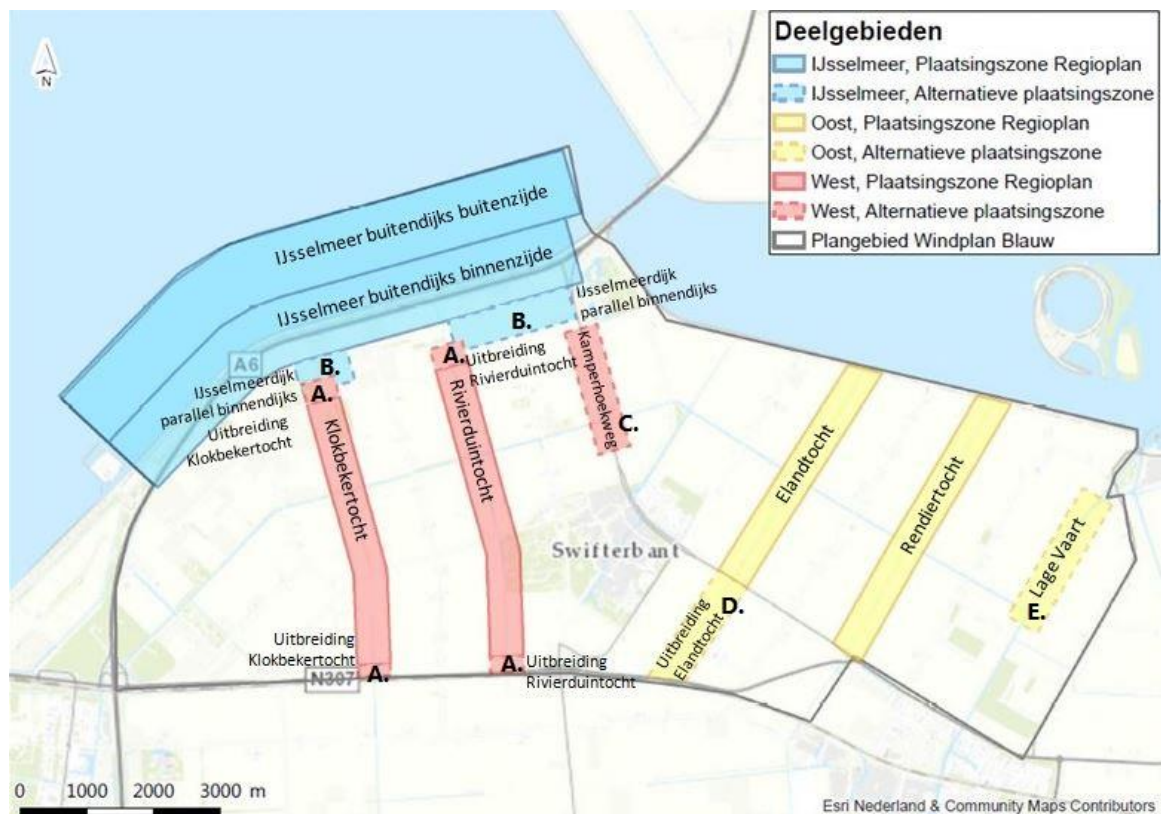 Deelgebieden
IJsselmeer, Plaatsingszone Regioplan
IJsselmeer, Alternatieve plaatsingszone
Oost, Plaatsingszone Regioplan
Oost, Alternatieve plaatsingszone
West, Plaatsingszone Regioplan
West, Alternatieve plaatsingszone
Plangebied Windplan Blauw
N
IJsselmeer buitendijks buitenzijde
IJsselmeer buitendijks binnenzijde
IJsselmeerdijk
parallel binnendijks
B.
A6
B.
A.
Uitbreiding
Rivierduintocht
Kamperhoekweg
C.
IJsselmeerdijk
parallel binnendijks
A.
Uitbreiding
Klokbekertocht
Klokbekertocht
Rivierduintocht
Elandtocht
Rendiertocht
Lage Vaart
E.
Swifterbant
D.
Uitbreiding
Elandtocht
Uitbreiding
Klokbekertocht
A.
N307
A.
Uitbreiding
Rivierduintocht
0 1000 2000 3000 m
Esri Nederland & Community Maps Contributors